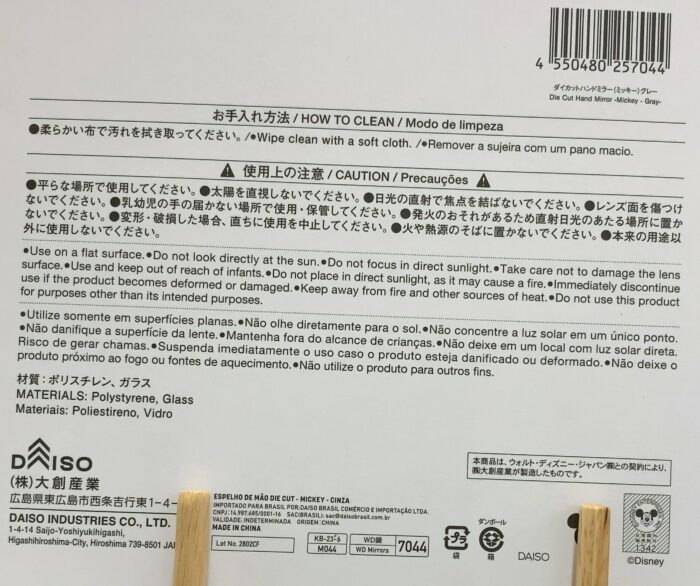 4 550480 257044
ダイカットハンドミラー(ミッキー)グレー
Die Cut Hand Mirror -Mickey - Gray-
お手入れ方法 / HOW TO CLEAN / Modo de limpeza
●柔らかい布で汚れを拭き取ってください。/●Wipe clean with a soft cloth. /●Remover a sujeira com um pano macio.
⚠ 使用上の注意 / CAUTION / Precauções ⚠
●平らな場所で使用してください。●太陽を直視しないでください。●日光の直射で焦点を結ばないでください。●レンズ面を傷つけ
ないでください。●乳幼児の手の届かない場所で使用・保管してください。●発火のおそれがあるため直射日光のあたる場所に置か
ないでください。●変形・破損した場合、直ちに使用を中止してください。●火や熱源のそばに置かないでください。●本来の用途以
外に使用しないでください。
●Use on a flat surface.●Do not look directly at the sun.●Do not focus in direct sunlight.●Take care not to damage the lens
surface.●Use and keep out of reach of infants.●Do not place in direct sunlight, as it may cause a fire.●Immediately discontinue
use if the product becomes deformed or damaged.●Keep away from fire and other sources of heat.●Do not use this product
for purposes other than its intended purposes.
●Utilize somente em superfícies planas.●Não olhe diretamente para o sol.●Não concentre a luz solar em um único ponto.
●Não danifique a superfície da lente.●Mantenha fora do alcance de crianças.●Não deixe em um local com luz solar direta.
Risco de gerar chamas.●Suspenda imediatamente o uso caso o produto esteja danificado ou deformado.●Não deixe o
produto próximo ao fogo ou fontes de aquecimento.●Não utilize o produto para outros fins.
材質：ポリスチレン、ガラス
MATERIALS: Polystyrene, Glass
Materiais: Poliestireno, Vidro
DAISO
(株)大創産業
広島県東広島市西条吉行東1-4-
DAISO INDUSTRIES CO., LTD.
1-4-14 Saijo-Yoshiyukihigashi,
Higashihiroshima-City, Hiroshima 739-8501 JAPAN
ESPELHO DE MÃO DIE CUT - MICKEY - CINZA
IMPORTADO PARA BRASIL POR:DAISO BRASIL COMÉRCIO E IMPORTAÇÃO LTDA.
CNPJ: 14.987.685/0001-16 SAC(BRASIL): sac@daisobrasil.com.br
VALIDADE: INDETERMINADA ORIGEM:CHINA
MADE IN CHINA
Lot No. 2802CF
KB-23-6
M044
WD鏡
WD Mirrors
7044
本商品は、ウォルト・ディズニー・ジャパン㈱との契約により、
㈱大創産業が製造したものです。
プラ
袋
ダンボール
箱
DAISO
1342
©Disney